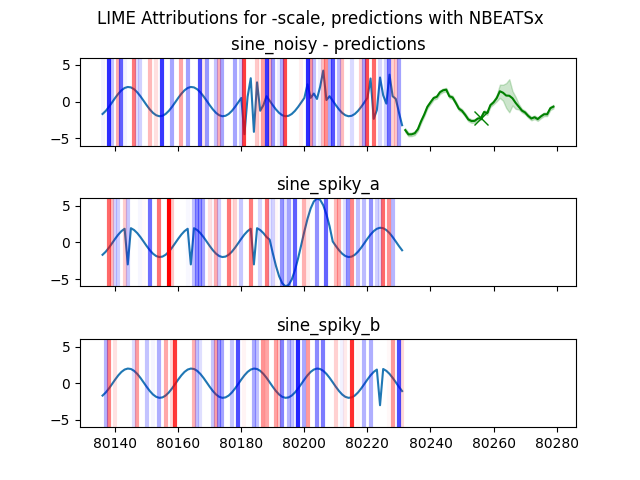 LIME Attributions for -scale, predictions with NBEATSx
sine_noisy - predictions
5
0
−5
sine_spiky_a
5
0
−5
sine_spiky_b
5
0
−5
80140 80160 80180 80200 80220 80240 80260 80280